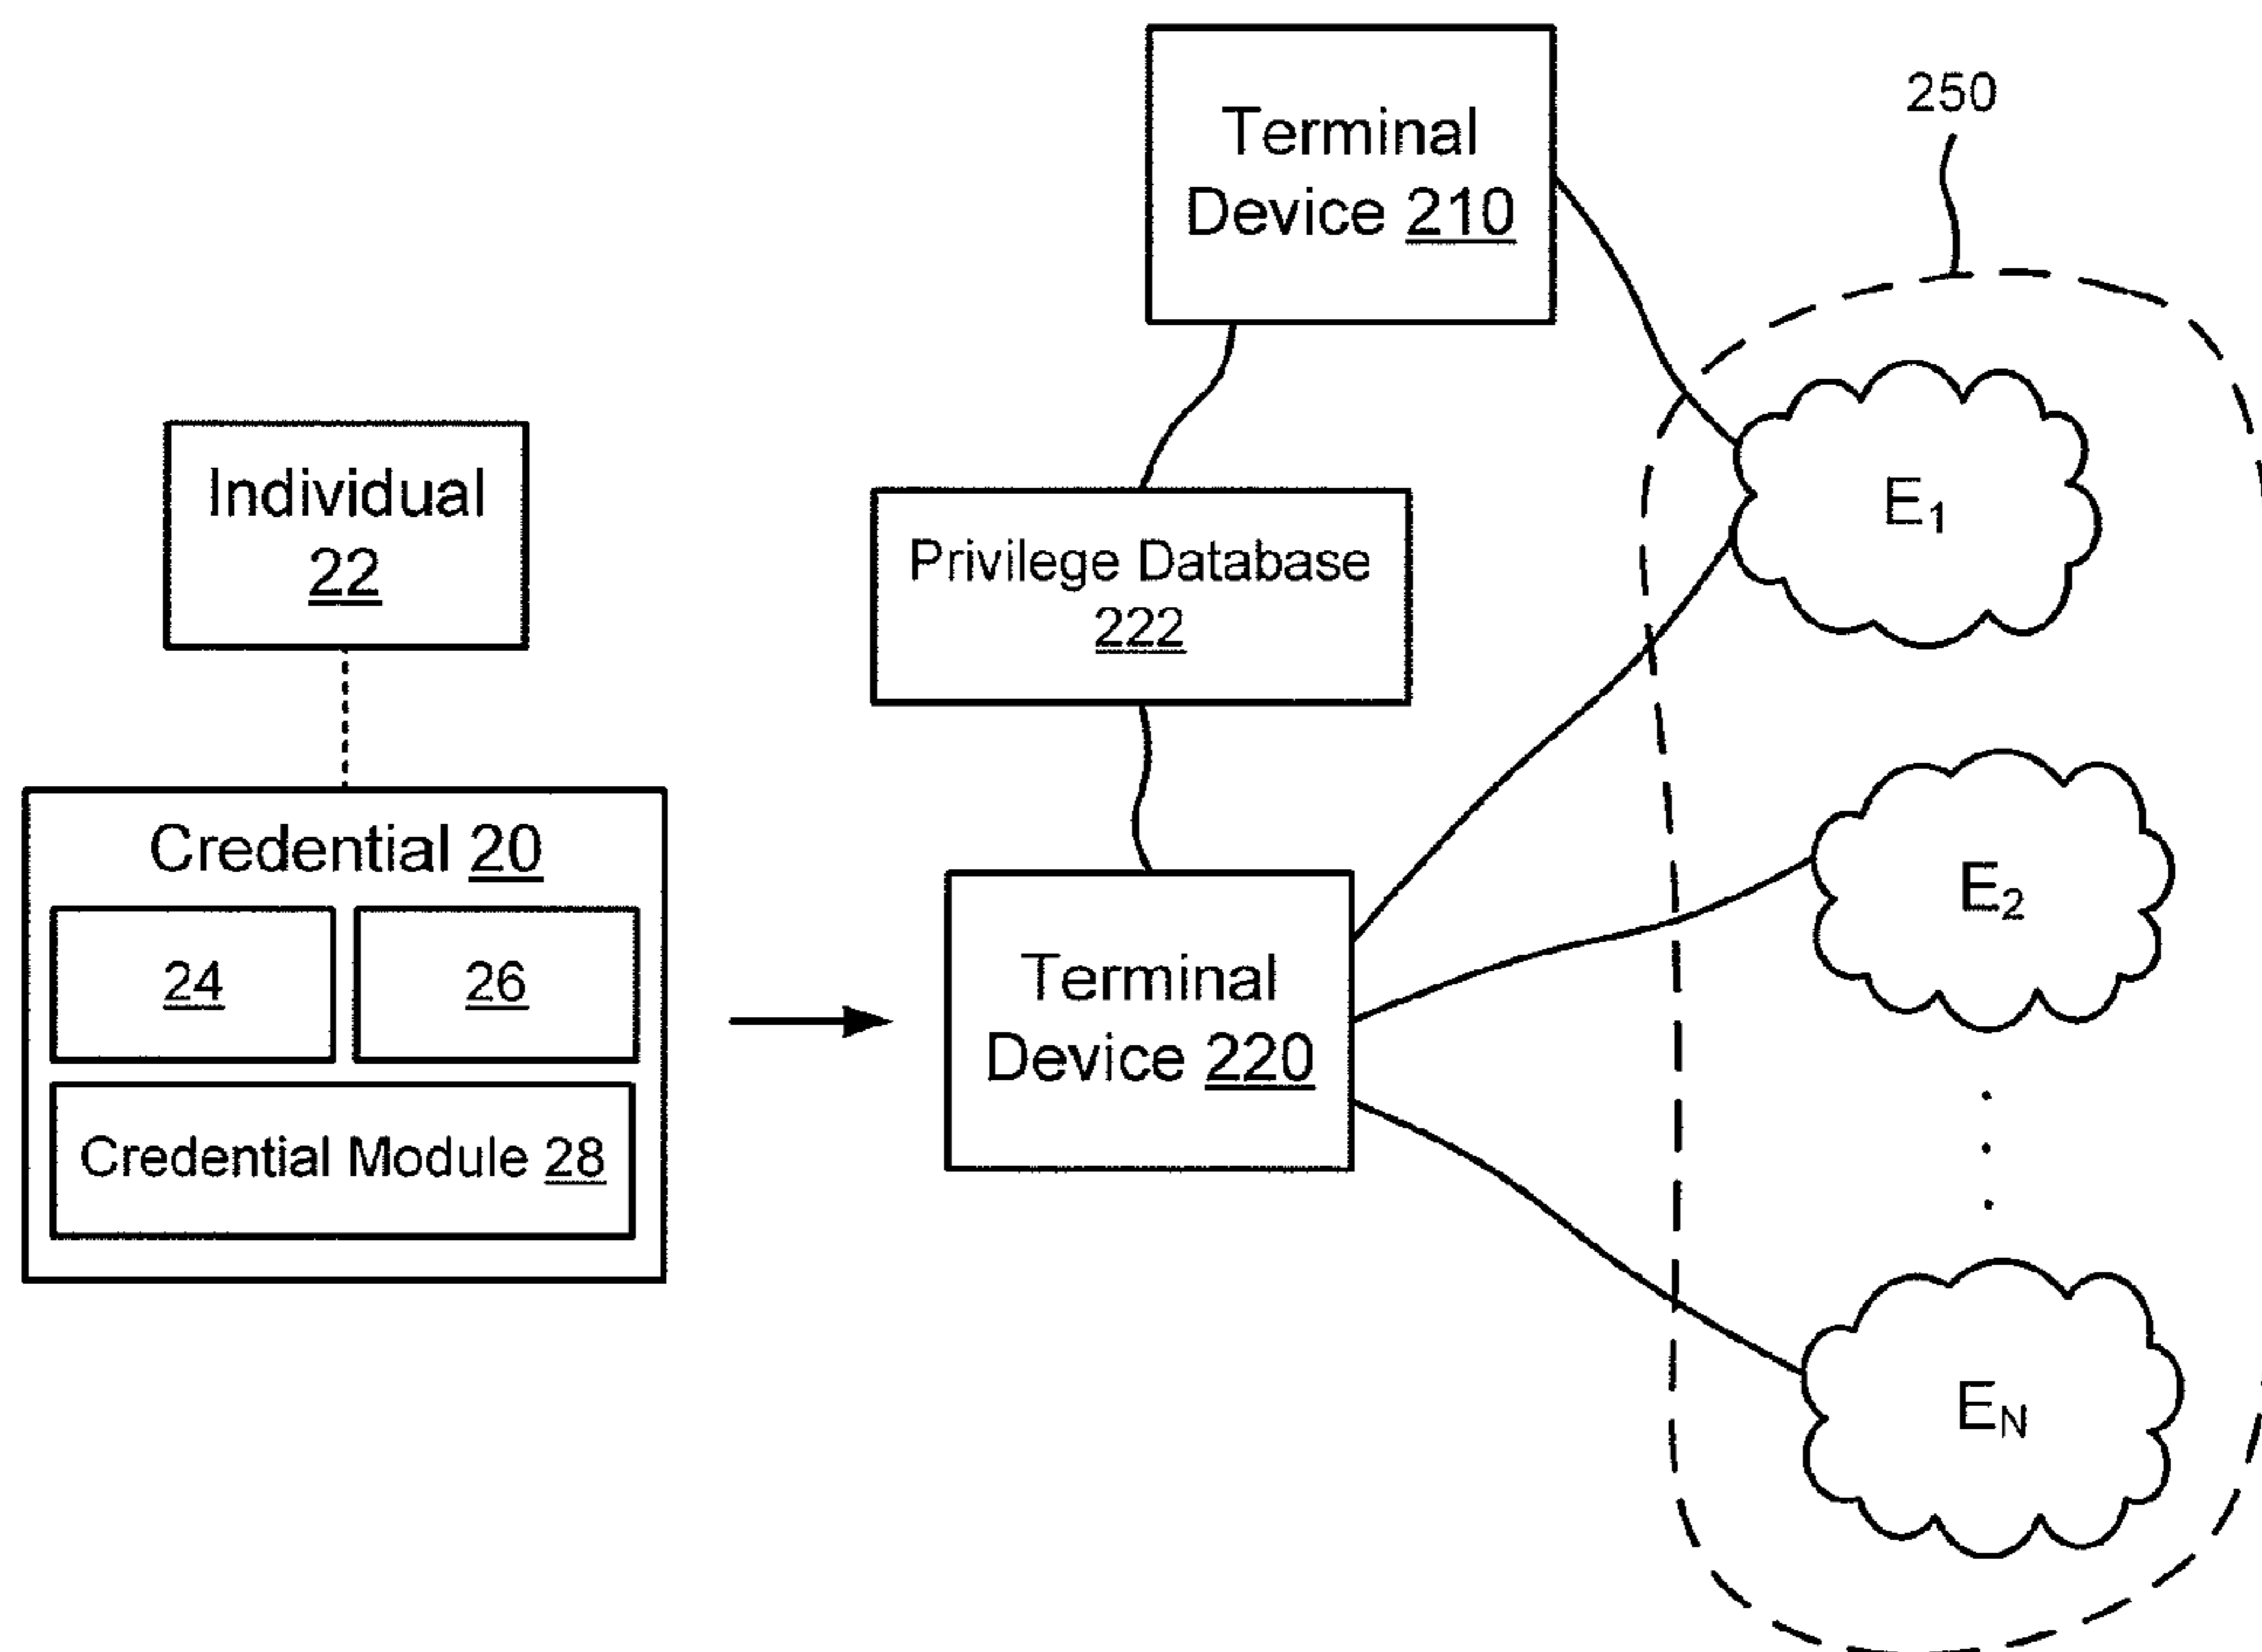 Terminal
Device 210
250
Individual
22
Privilege Database
222
E₁
Credential 20
24
26
Credential Module 28
Terminal
Device 220
E₂
E_N